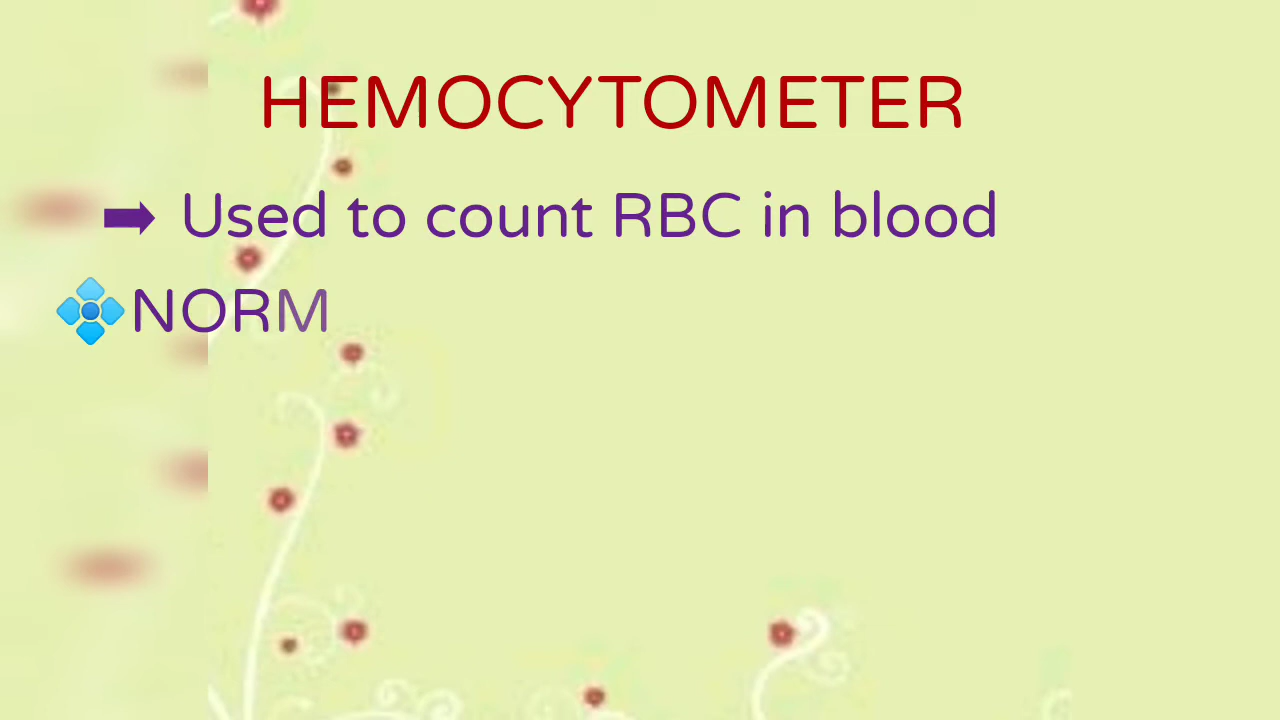 HEMOCYTOMETER
➡ Used to count RBC in blood
💠NORM